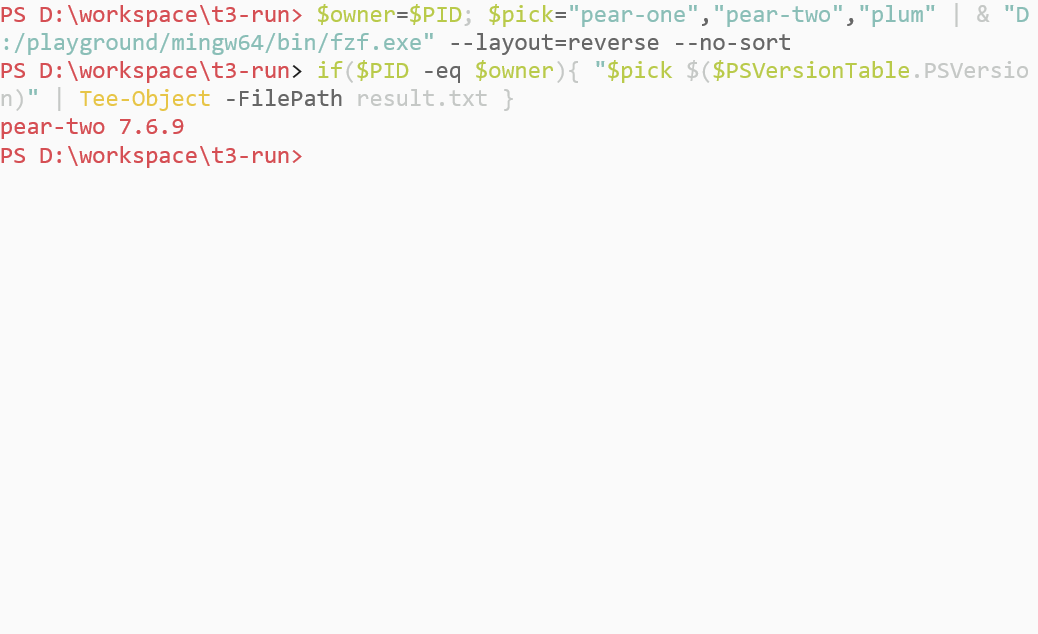 PS D:\workspace\t3-run> $owner=$PID; $pick="pear-one","pear-two","plum" | & "D
:/playground/mingw64/bin/fzf.exe" --layout=reverse --no-sort
PS D:\workspace\t3-run> if($PID -eq $owner){ "$pick $($PSVersionTable.PSVersio
n)" | Tee-Object -FilePath result.txt }
pear-two 7.6.9
PS D:\workspace\t3-run>